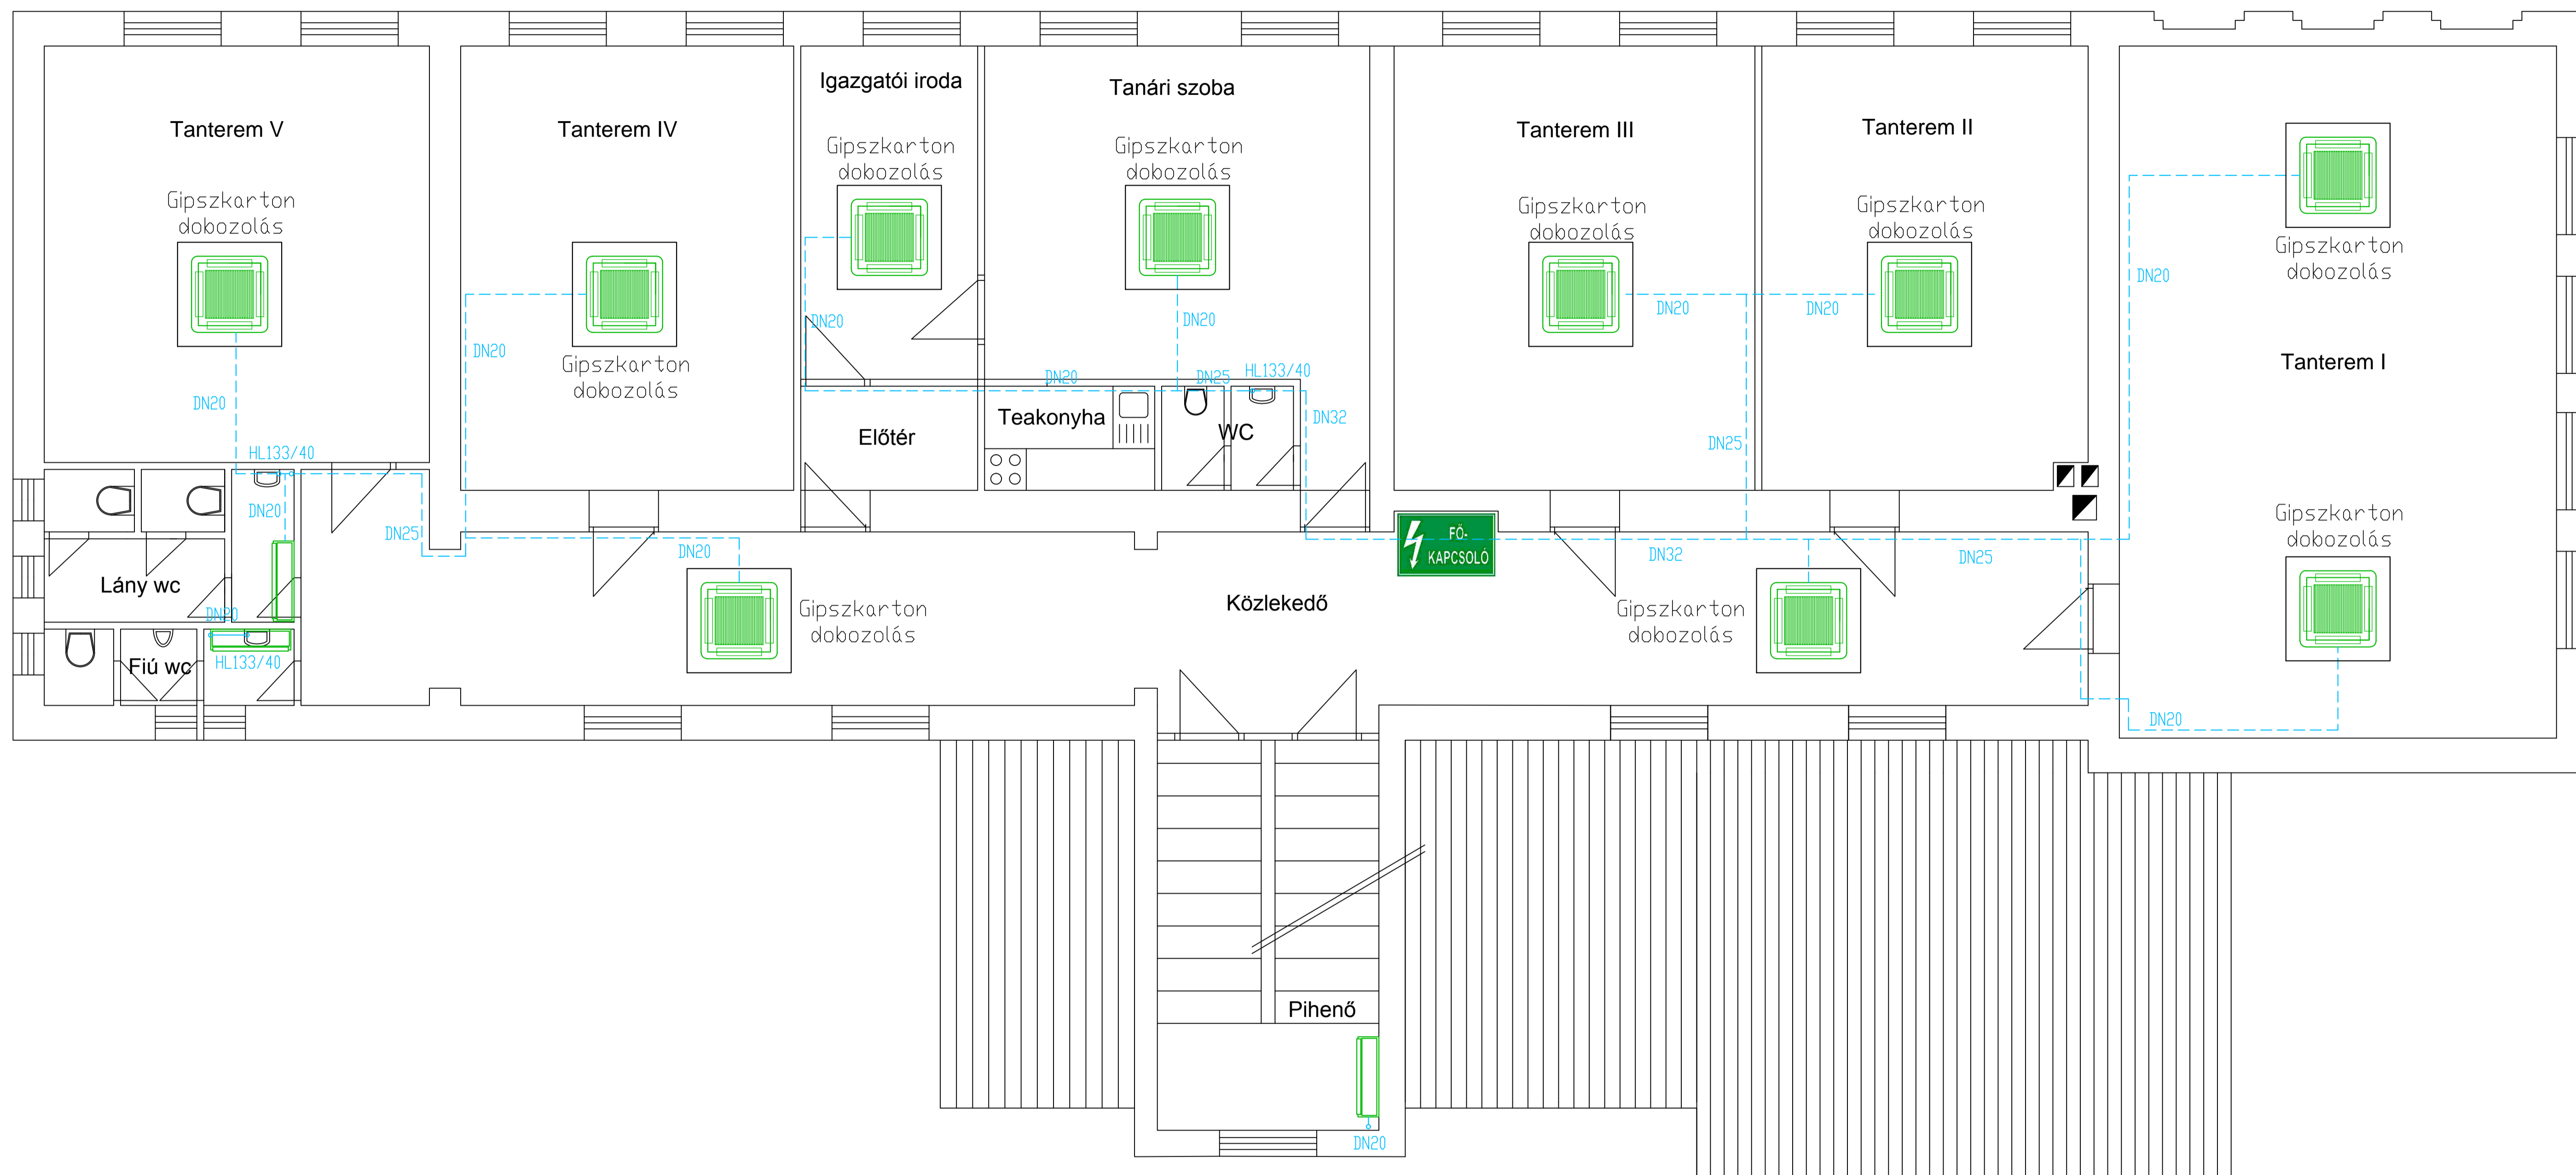 Tanterem V
Gipszkarton
dobozolás
DN20
HL133/40
DN20
DN25
Lány wc
DN20
Fiú wc
HL133/40
Tanterem IV
DN20
Gipszkarton
dobozolás
DN20
Gipszkarton
dobozolás
Igazgatói iroda
Gipszkarton
dobozolás
DN20
Előtér
Tanári szoba
Gipszkarton
dobozolás
DN20
DN20
DN25
HL133/40
Teakonyha
WC
DN32
Közlekedő
Tanterem III
Gipszkarton
dobozolás
DN20
DN25
Tanterem II
Gipszkarton
dobozolás
DN20
FŐ-
KAPCSOLÓ
DN32
DN25
Gipszkarton
dobozolás
Gipszkarton
dobozolás
DN20
Tanterem I
Gipszkarton
dobozolás
DN20
Pihenő
DN20